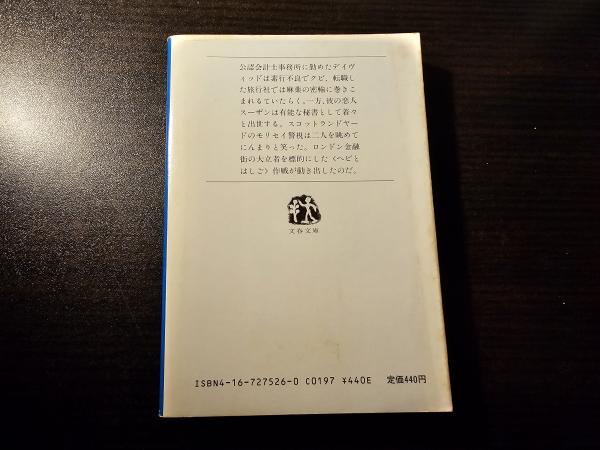 公認会計士事務所に勤めたデイヴ
ィッドは素行不良でクビ、転職し
た旅行社では麻薬の密輸に巻きこ
まれるていたらく。一方、彼の恋人
スーザンは有能な秘書として着々
と出世する。スコットランドヤー
ドのモリセイ警視は二人を眺めて
にんまりと笑った。ロンドン金融
街の大立者を標的にした〈ヘビと
はしご〉作戦が動き出したのだ。
文春文庫
ISBN4-16-727526-0 C0197 ¥440E 定価440円